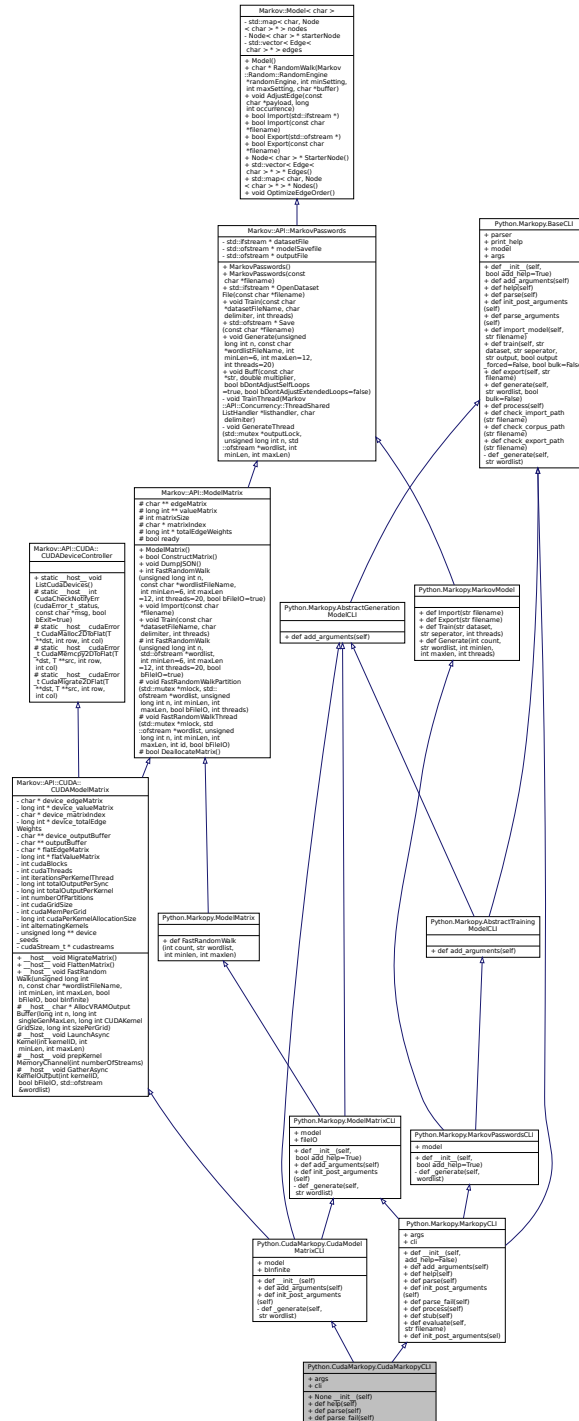 Markov::Model< char >
- std::map< char, Node
< char > * > nodes
- Node< char > * starterNode
- std::vector< Edge<
char > * > edges
+ Model()
+ char * RandomWalk(Markov
::Random::RandomEngine
*randomEngine, int minSetting,
int maxSetting, char *buffer)
+ void AdjustEdge(const
char *payload, long
int occurrence)
+ bool Import(std::ifstream *)
+ bool Import(const char
*filename)
+ bool Export(std::ofstream *)
+ bool Export(const char
*filename)
+ Node< char > * StarterNode()
+ std::vector< Edge<
char > * > * Edges()
+ std::map< char, Node
< char > * > * Nodes()
+ void OptimizeEdgeOrder()
Markov::API::MarkovPasswords
- std::ifstream * datasetFile
- std::ofstream * modelSavefile
- std::ofstream * outputFile
+ MarkovPasswords()
+ MarkovPasswords(const
char *filename)
+ std::ifstream * OpenDataset
File(const char *filename)
+ void Train(const char
*datasetFileName, char
delimiter, int threads)
+ std::ofstream * Save
(const char *filename)
+ void Generate(unsigned
long int n, const char
*wordlistFileName, int
minLen=6, int maxLen=12,
int threads=20)
+ void Buff(const char
*str, double multiplier,
bool bDontAdjustSelfLoops
=true, bool bDontAdjustExtendedLoops=false)
- void TrainThread(Markov
::API::Concurrency::ThreadShared
ListHandler *listhandler, char
delimiter)
- void GenerateThread
(std::mutex *outputLock,
unsigned long int n, std
::ofstream *wordlist, int
minLen, int maxLen)
Python.Markopy.BaseCLI
+ parser
+ print_help
+ model
+ args
+ def __init__(self,
bool add_help=True)
+ def add_arguments(self)
+ def help(self)
+ def parse(self)
+ def init_post_arguments
(self)
+ def parse_arguments
(self)
+ def import_model(self,
str filename)
+ def train(self, str
dataset, str seperator,
str output, bool output
_forced=False, bool bulk=False)
+ def export(self, str
filename)
+ def generate(self,
str wordlist, bool
bulk=False)
+ def process(self)
+ def check_import_path
(str filename)
+ def check_corpus_path
(str filename)
+ def check_export_path
(str filename)
- def _generate(self,
str wordlist)
Markov::API::ModelMatrix
# char ** edgeMatrix
# long int ** valueMatrix
# int matrixSize
# char * matrixIndex
# long int * totalEdgeWeights
# bool ready
+ ModelMatrix()
+ bool ConstructMatrix()
+ void DumpJSON()
+ int FastRandomWalk
(unsigned long int n,
const char *wordlistFileName,
int minLen=6, int maxLen
=12, int threads=20, bool bFileIO=true)
+ void Import(const char
*filename)
+ void Train(const char
*datasetFileName, char
delimiter, int threads)
# int FastRandomWalk
(unsigned long int n,
std::ofstream *wordlist,
int minLen=6, int maxLen
=12, int threads=20, bool
bFileIO=true)
# void FastRandomWalkPartition
(std::mutex *mlock, std::
ofstream *wordlist, unsigned
long int n, int minLen, int
maxLen, bool bFileIO, int threads)
# void FastRandomWalkThread
(std::mutex *mlock, std
::ofstream *wordlist, unsigned
long int n, int minLen, int
maxLen, int id, bool bFileIO)
# bool DeallocateMatrix()
Markov::API::CUDA::
CUDADeviceController
+ static __host__ void
ListCudaDevices()
# static __host__ int
CudaCheckNotifyErr
(cudaError_t _status,
const char *msg, bool
bExit=true)
# static __host__ cudaError
_t CudaMalloc2DToFlat(T
**dst, int row, int col)
# static __host__ cudaError
_t CudaMemcpy2DToFlat(T
*dst, T **src, int row,
int col)
# static __host__ cudaError
_t CudaMigrate2DFlat(T
**dst, T **src, int row,
int col)
Python.Markopy.AbstractGeneration
ModelCLI
+ def add_arguments(self)
Python.Markopy.MarkovModel
+ def Import(str filename)
+ def Export(str filename)
+ def Train(str dataset,
str seperator, int threads)
+ def Generate(int count,
str wordlist, int minlen,
int maxlen, int threads)
Markov::API::CUDA::
CUDAModelMatrix
- char * device_edgeMatrix
- long int * device_valueMatrix
- char * device_matrixIndex
- long int * device_totalEdge
Weights
- char ** device_outputBuffer
- char ** outputBuffer
- char * flatEdgeMatrix
- long int * flatValueMatrix
- int cudaBlocks
- int cudaThreads
- int iterationsPerKernelThread
- long int totalOutputPerSync
- long int totalOutputPerKernel
- int numberOfPartitions
- int cudaGridSize
- int cudaMemPerGrid
- long int cudaPerKernelAllocationSize
- int alternatingKernels
- unsigned long ** device
_seeds
- cudaStream_t * cudastreams
+ __host__ void MigrateMatrix()
+ __host__ void FlattenMatrix()
+ __host__ void FastRandom
Walk(unsigned long int
n, const char *wordlistFileName,
int minLen, int maxLen, bool
bFileIO, bool bInfinite)
# __host__ char * AllocVRAMOutput
Buffer(long int n, long int
singleGenMaxLen, long int CUDAKernel
GridSize, long int sizePerGrid)
# __host__ void LaunchAsync
Kernel(int kernelID, int
minLen, int maxLen)
# __host__ void prepKernel
MemoryChannel(int numberOfStreams)
# __host__ void GatherAsync
KernelOutput(int kernelID,
bool bFileIO, std::ofstream
&wordlist)
Python.Markopy.ModelMatrix
+ def FastRandomWalk
(int count, str wordlist,
int minlen, int maxlen)
Python.Markopy.AbstractTraining
ModelCLI
+ def add_arguments(self)
Python.Markopy.ModelMatrixCLI
+ model
+ fileIO
+ def __init__(self,
bool add_help=True)
+ def add_arguments(self)
+ def init_post_arguments
(self)
- def _generate(self,
str wordlist)
Python.Markopy.MarkovPasswordsCLI
+ model
+ def __init__(self,
bool add_help=True)
- def _generate(self,
wordlist)
Python.CudaMarkopy.CudaModel
MatrixCLI
+ model
+ bInfinite
+ def __init__(self)
+ def add_arguments(self)
+ def init_post_arguments
(self)
- def _generate(self,
str wordlist)
Python.Markopy.MarkopyCLI
+ args
+ cli
+ def __init__(self,
add_help=False)
+ def add_arguments(self)
+ def help(self)
+ def parse(self)
+ def init_post_arguments
(self)
+ def parse_fail(self)
+ def process(self)
+ def stub(self)
+ def evaluate(self,
str filename)
+ def init_post_arguments(sel)
Python.CudaMarkopy.CudaMarkopyCLI
+ args
+ cli
+ None __init__(self)
+ def help(self)
+ def parse(self)
+ def parse_fail(self)